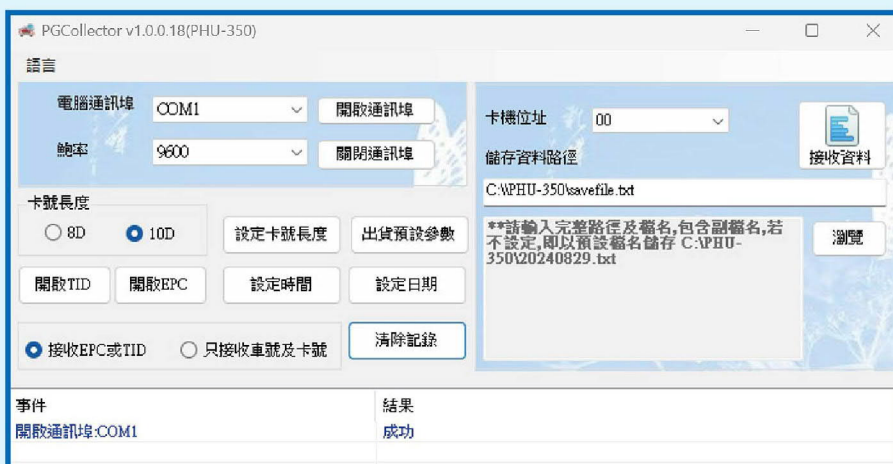 PGCollector v1.0.0.18(PHU-350)
語言
電腦通訊埠
COM1
開啟通訊埠
鮑率
9600
關閉通訊埠
卡機位址
00
接收資料
儲存資料路徑
C:\PHU-350\savefile.txt
**請輸入完整路徑及檔名,包含副檔名,若
不設定,即以預設檔名儲存 C:\PHU-
350\20240829.txt
瀏覽
卡號長度
8D
10D
設定卡號長度
出貨預設參數
開啟TID
開啟EPC
設定時間
設定日期
接收EPC或TID
只接收車號及卡號
清除記錄
事件
結果
開啟通訊埠:COM1
成功